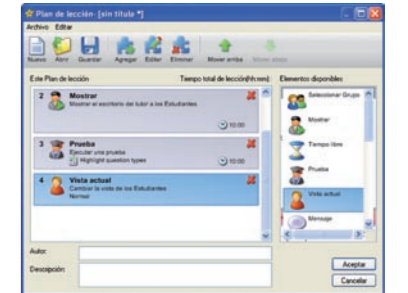 Plan de lección- [sin título *]
Archivo Editar
Nuevo Abrir Guardar Agregar Editar Eliminar Mover arriba Mover abajo
Este Plan de lección Tiempo total de lección(hh:mm): Elementos disponibles
2 Mostrar
Mostrar el escritorio del tutor a los Estudiantes
10:00
3 Prueba
Ejecutar una prueba
Highlight question types
10:00
4 Vista actual
Cambiar la vista de los Estudiantes
Normal
Seleccionar Grupo
Mostrar
Tiempo libre
Prueba
Vista actual
Mensaje
Autor:
Descripción:
Aceptar
Cancelar